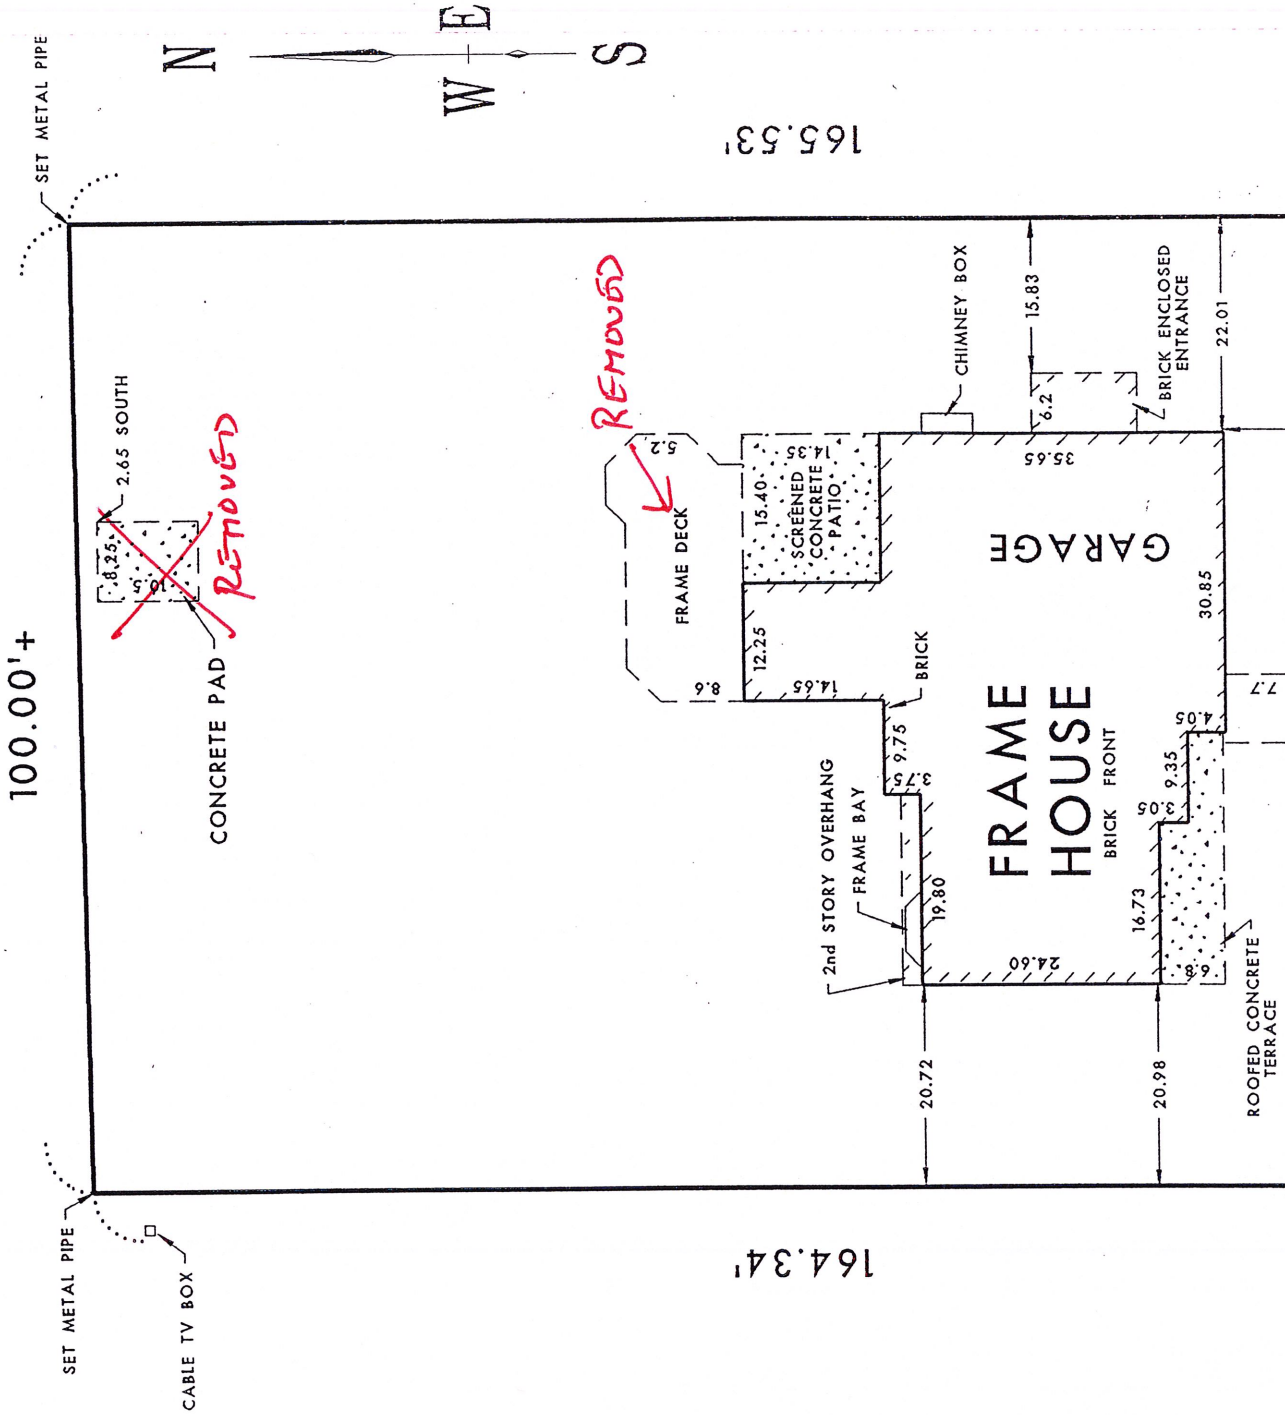 SET METAL PIPE
N
W E
S
165.53'
100.00'+
2.65 SOUTH
8.25
10.5
REMOVED
CONCRETE PAD
REMOVED
5.2
FRAME DECK
8.6
14.35
15.40
SCREENED
CONCRETE
PATIO
12.25
14.65
CHIMNEY BOX
15.83
6.2
BRICK ENCLOSED
ENTRANCE
22.01
35.65
GARAGE
30.85
BRICK
9.75
3.75
2nd STORY OVERHANG
FRAME BAY
19.80
FRAME
HOUSE
BRICK FRONT
4.05
7.7
9.35
3.05
16.73
24.60
6.8
ROOFED CONCRETE
TERRACE
20.72
20.98
SET METAL PIPE
CABLE TV BOX
164.34'